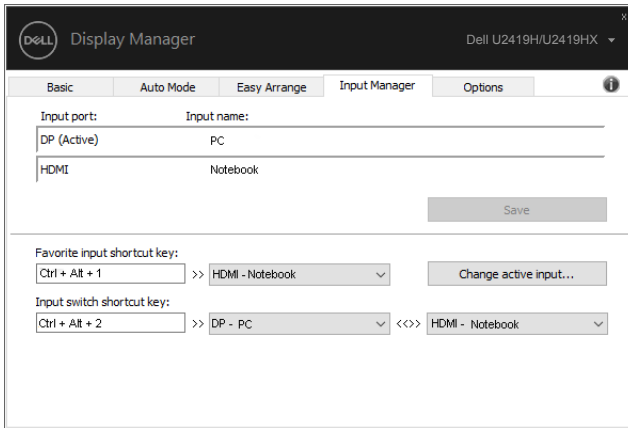 x
DELL Display Manager Dell U2419H/U2419HX
Basic Auto Mode Easy Arrange Input Manager Options i
Input port: Input name:
DP (Active) PC
HDMI Notebook
Save
Favorite input shortcut key:
Ctrl + Alt + 1 >> HDMI - Notebook Change active input...
Input switch shortcut key:
Ctrl + Alt + 2 >> DP - PC <<>> HDMI - Notebook